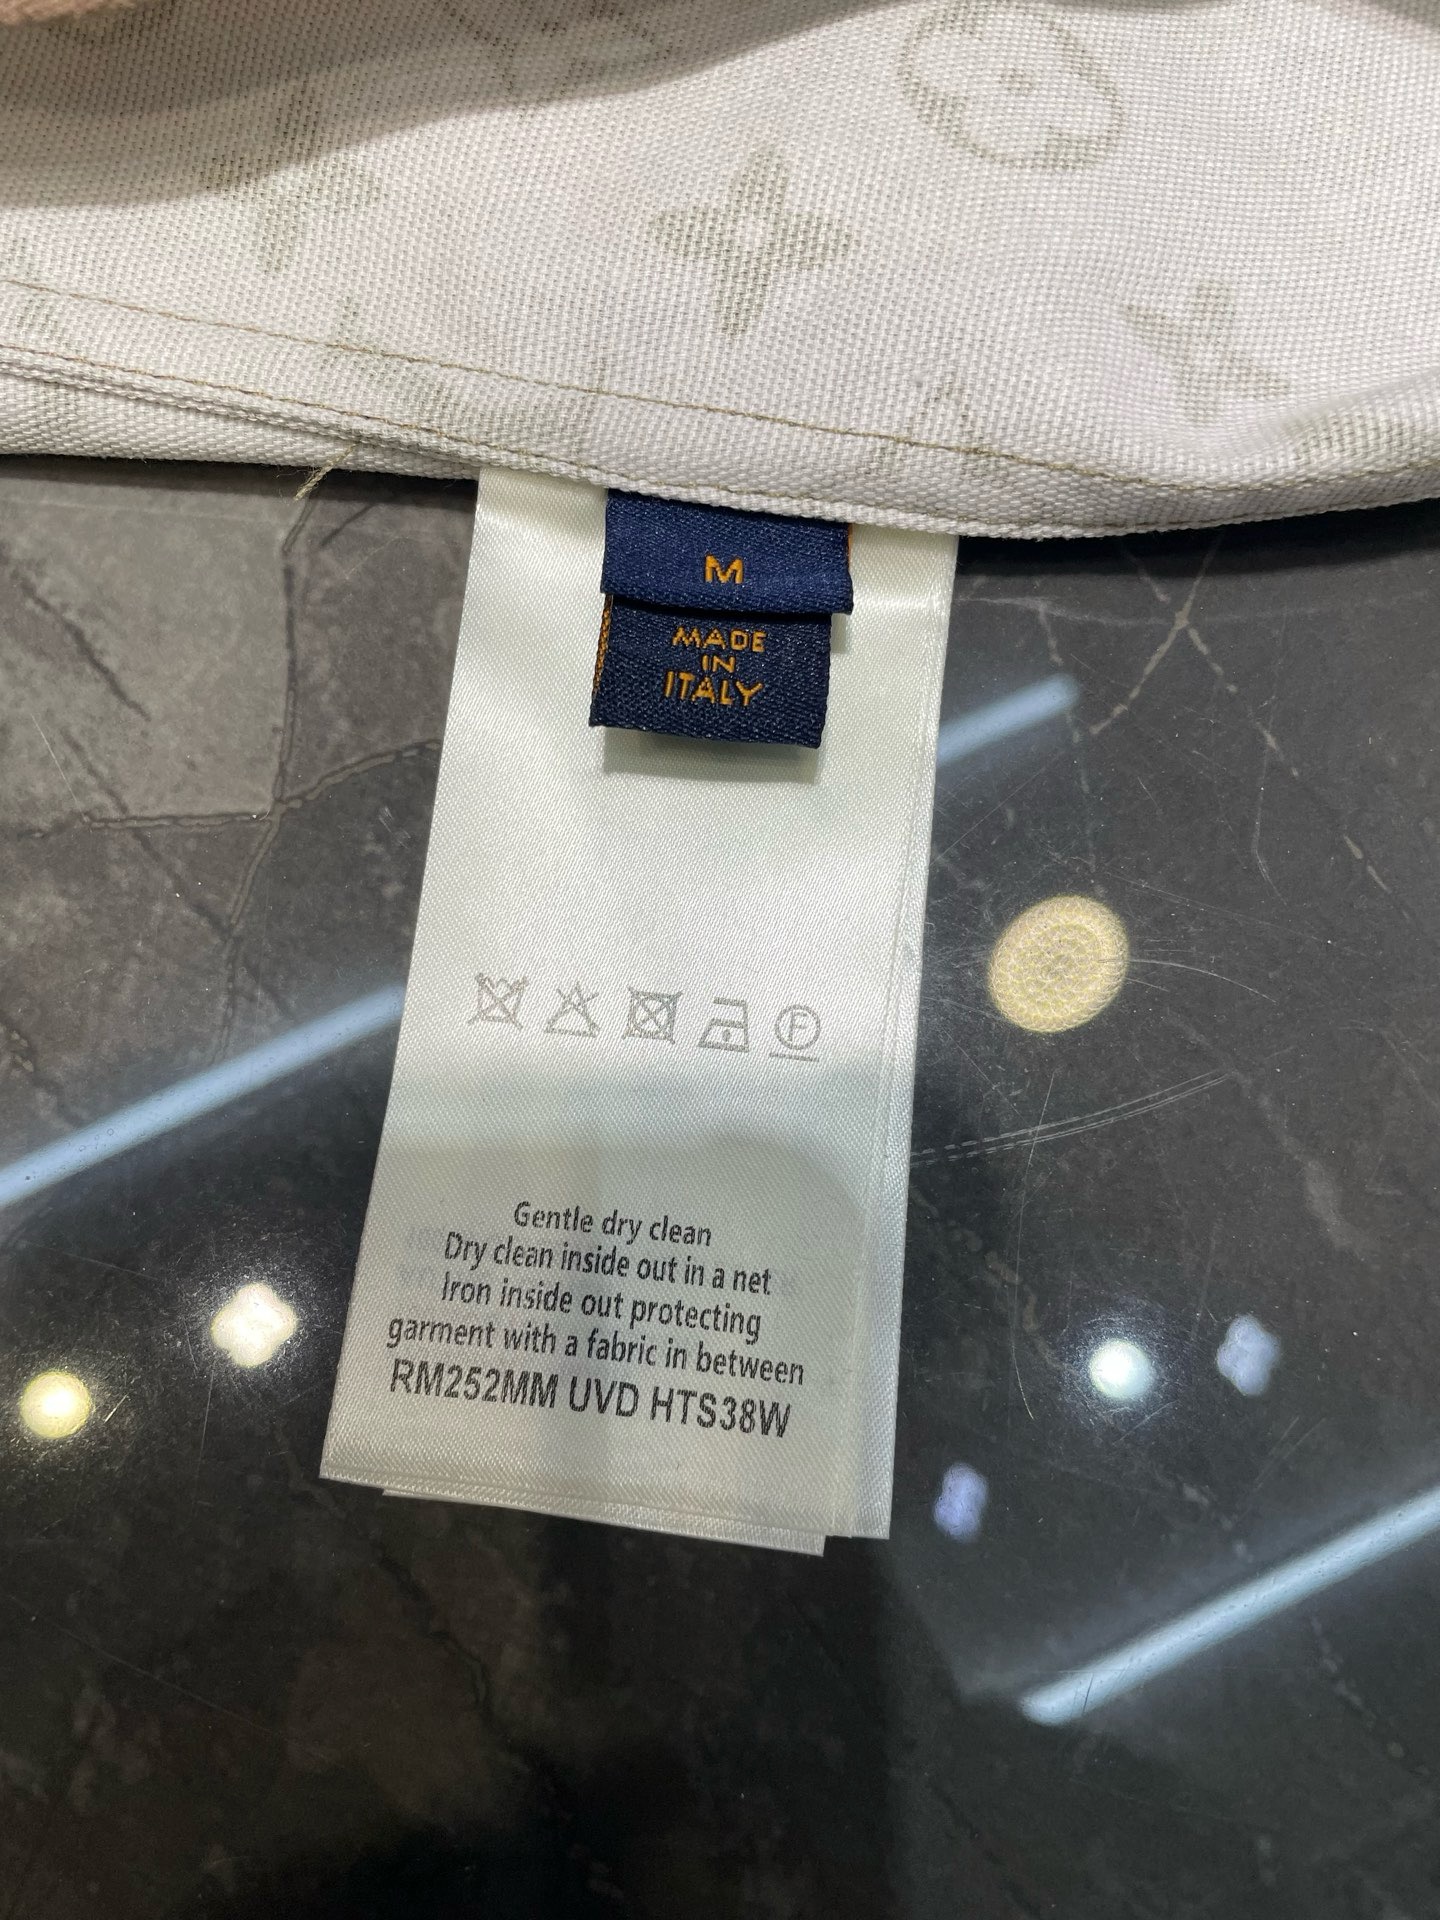 M
MADE
IN
ITALY
F
Gentle dry clean
Dry clean inside out in a net
Iron inside out protecting
garment with a fabric in between
RM252MM UVD HTS38W